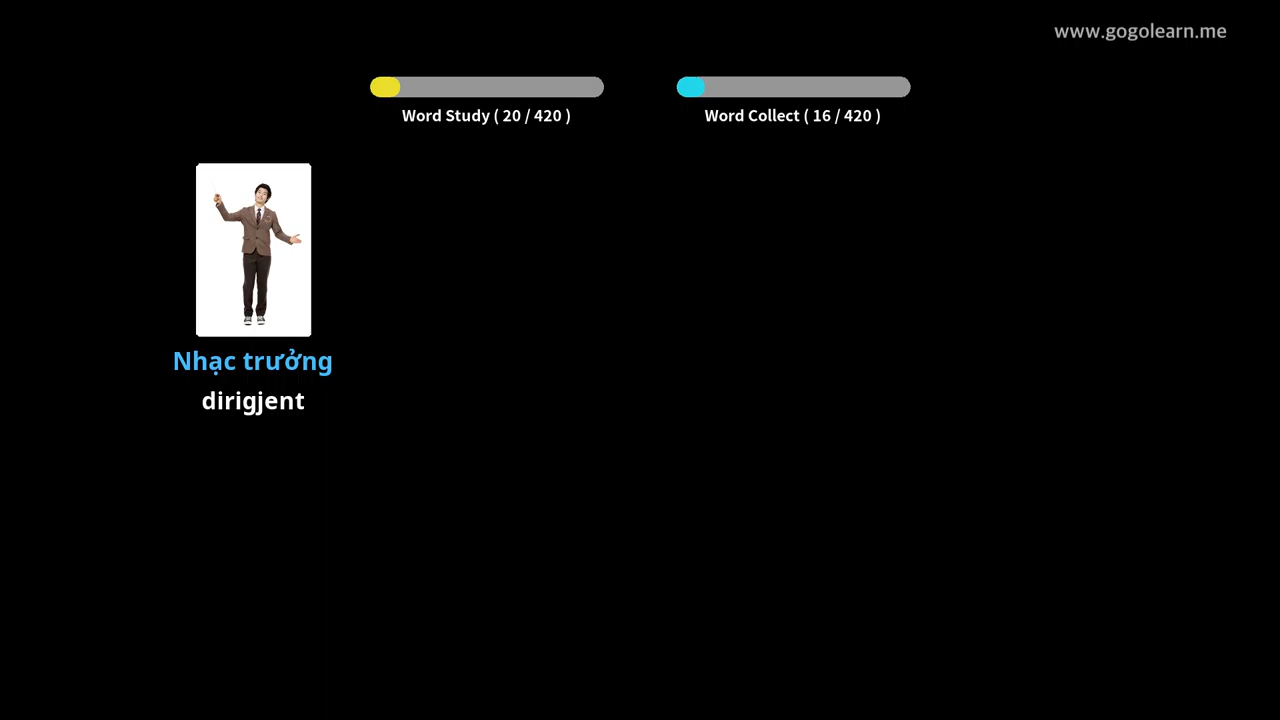 www.gogolearn.me
Word Study ( 20 / 420 )
Word Collect ( 16 / 420 )
Nhạc trưởng
dirigjent